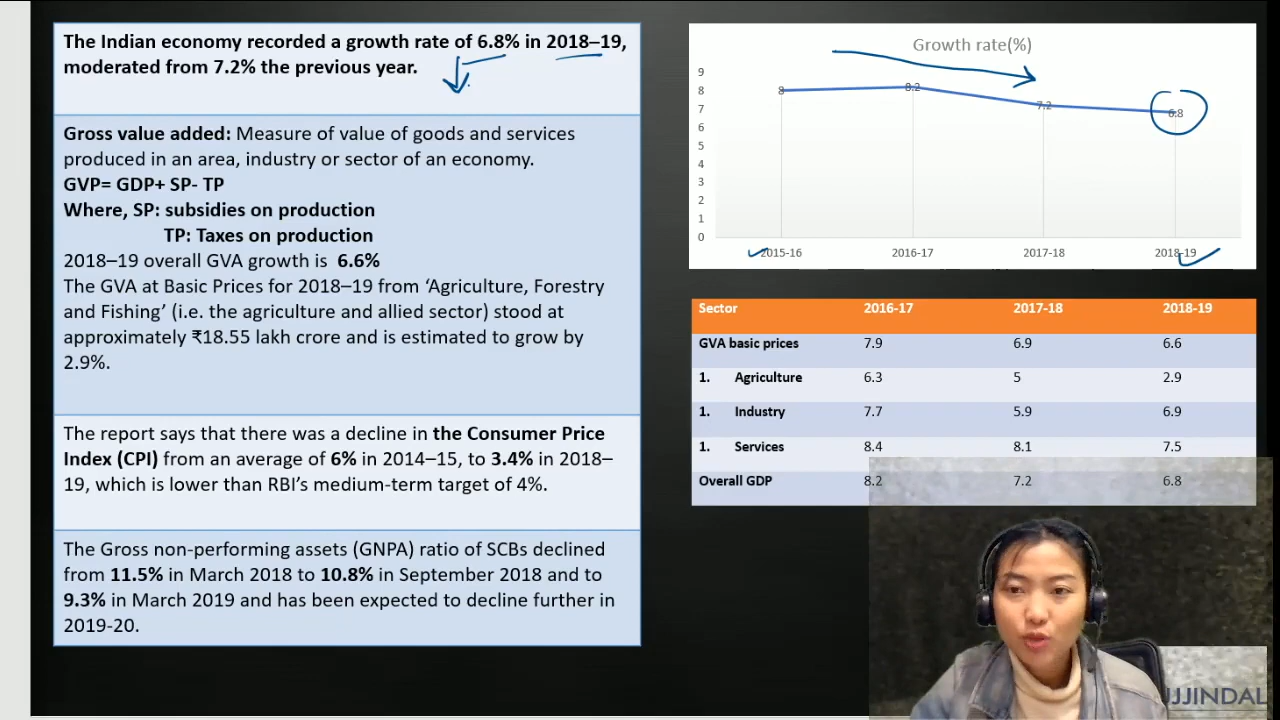 The Indian economy recorded a growth rate of 6.8% in 2018–19,
moderated from 7.2% the previous year.
Gross value added: Measure of value of goods and services
produced in an area, industry or sector of an economy.
GVP= GDP+ SP- TP
Where, SP: subsidies on production
TP: Taxes on production
2018–19 overall GVA growth is 6.6%
The GVA at Basic Prices for 2018–19 from ‘Agriculture, Forestry
and Fishing’ (i.e. the agriculture and allied sector) stood at
approximately ₹18.55 lakh crore and is estimated to grow by
2.9%.
The report says that there was a decline in the Consumer Price
Index (CPI) from an average of 6% in 2014–15, to 3.4% in 2018–
19, which is lower than RBI’s medium-term target of 4%.
The Gross non-performing assets (GNPA) ratio of SCBs declined
from 11.5% in March 2018 to 10.8% in September 2018 and to
9.3% in March 2019 and has been expected to decline further in
2019-20.
Growth rate(%)
9
8
7
6
5
4
3
2
1
0
8 8.2 7.2 6.8
2015-16 2016-17 2017-18 2018-19
Sector 2016-17 2017-18 2018-19
GVA basic prices 7.9 6.9 6.6
1. Agriculture 6.3 5 2.9
1. Industry 7.7 5.9 6.9
1. Services 8.4 8.1 7.5
Overall GDP 8.2 7.2 6.8
JJJINDAL